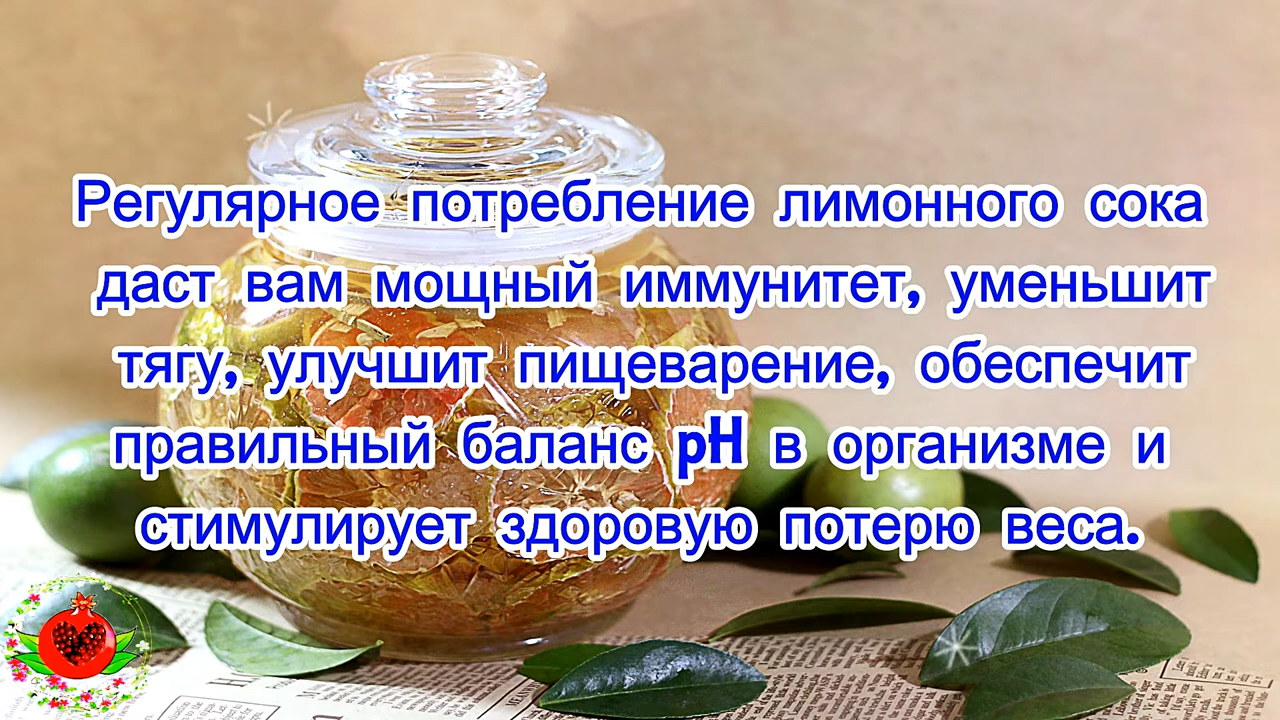 Регулярное потребление лимонного сока
даст вам мощный иммунитет, уменьшит
тягу, улучшит пищеварение, обеспечит
правильный баланс pH в организме и
стимулирует здоровую потерю веса.